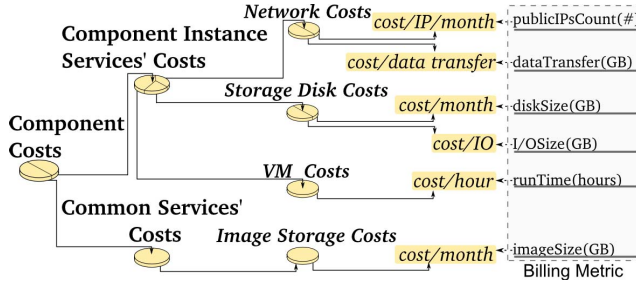 Network Costs
cost/IP/month
publicIPsCount(#)
Component Instance
Services' Costs
cost/data transfer
dataTransfer(GB)
Storage Disk Costs
cost/month
diskSize(GB)
Component
Costs
cost/IO
I/OSize(GB)
VM Costs
cost/hour
runTime(hours)
Common Services'
Costs
Image Storage Costs
cost/month
imageSize(GB)
Billing Metric